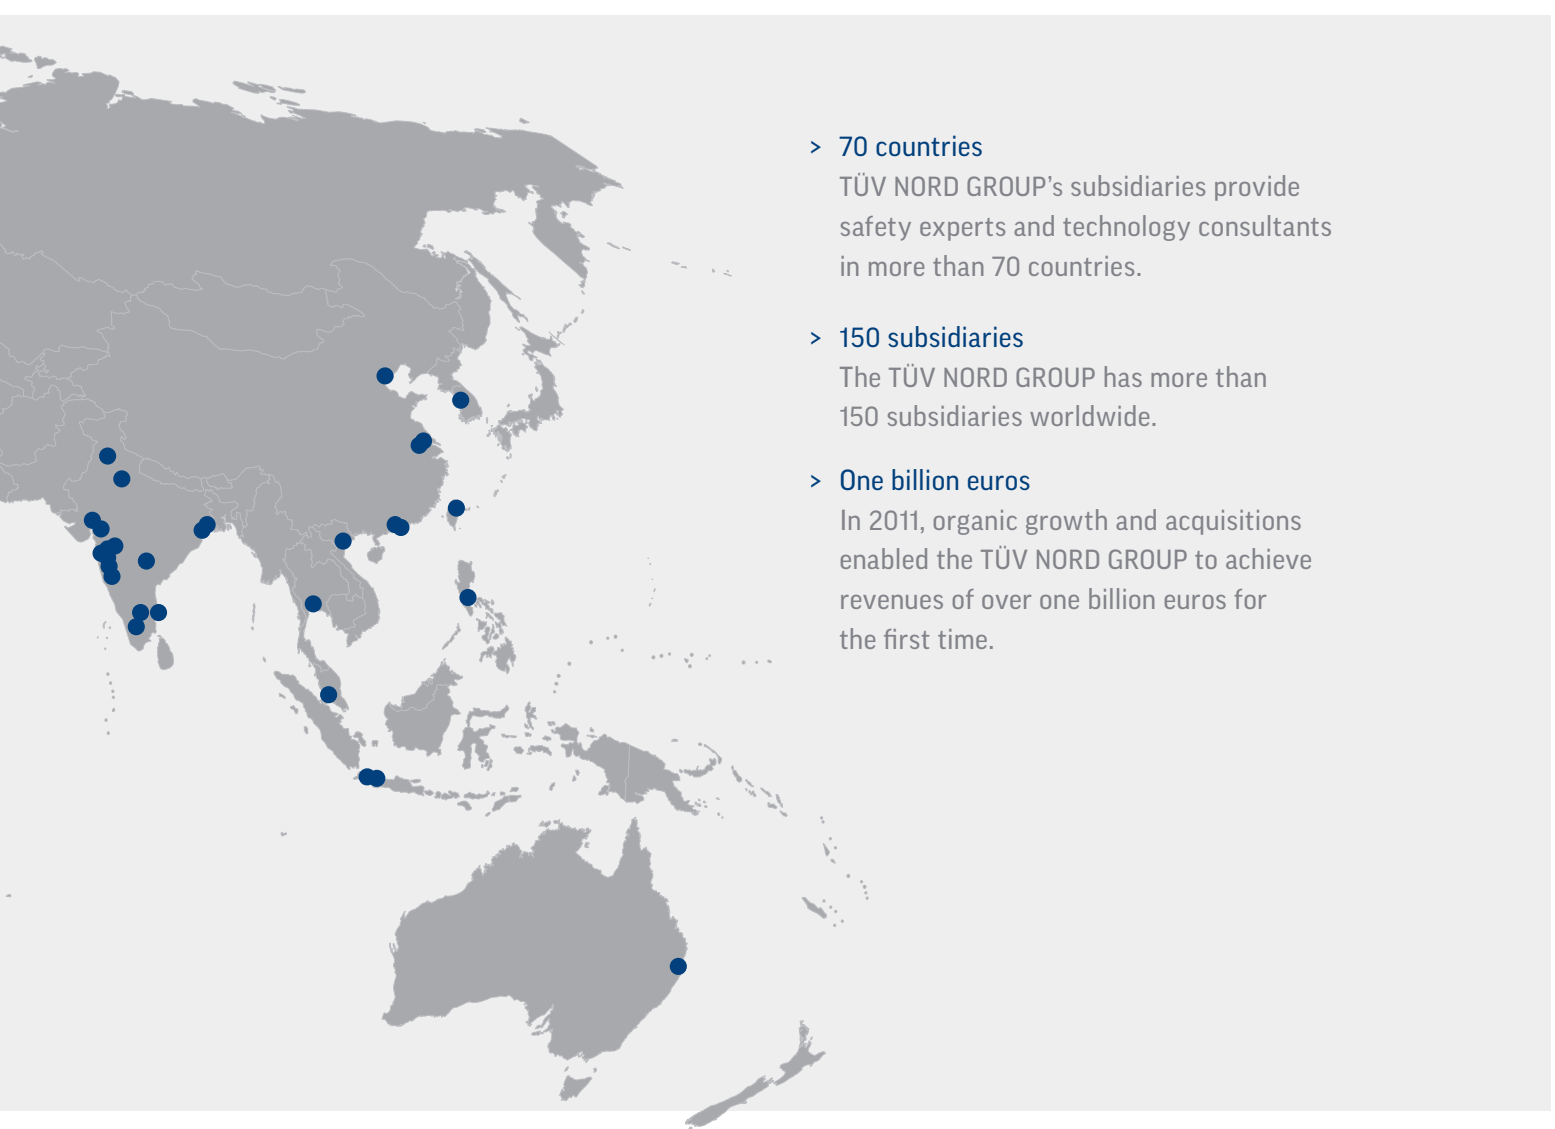 > 70 countries
TÜV NORD GROUP’s subsidiaries provide
safety experts and technology consultants
in more than 70 countries.
> 150 subsidiaries
The TÜV NORD GROUP has more than
150 subsidiaries worldwide.
> One billion euros
In 2011, organic growth and acquisitions
enabled the TÜV NORD GROUP to achieve
revenues of over one billion euros for
the first time.